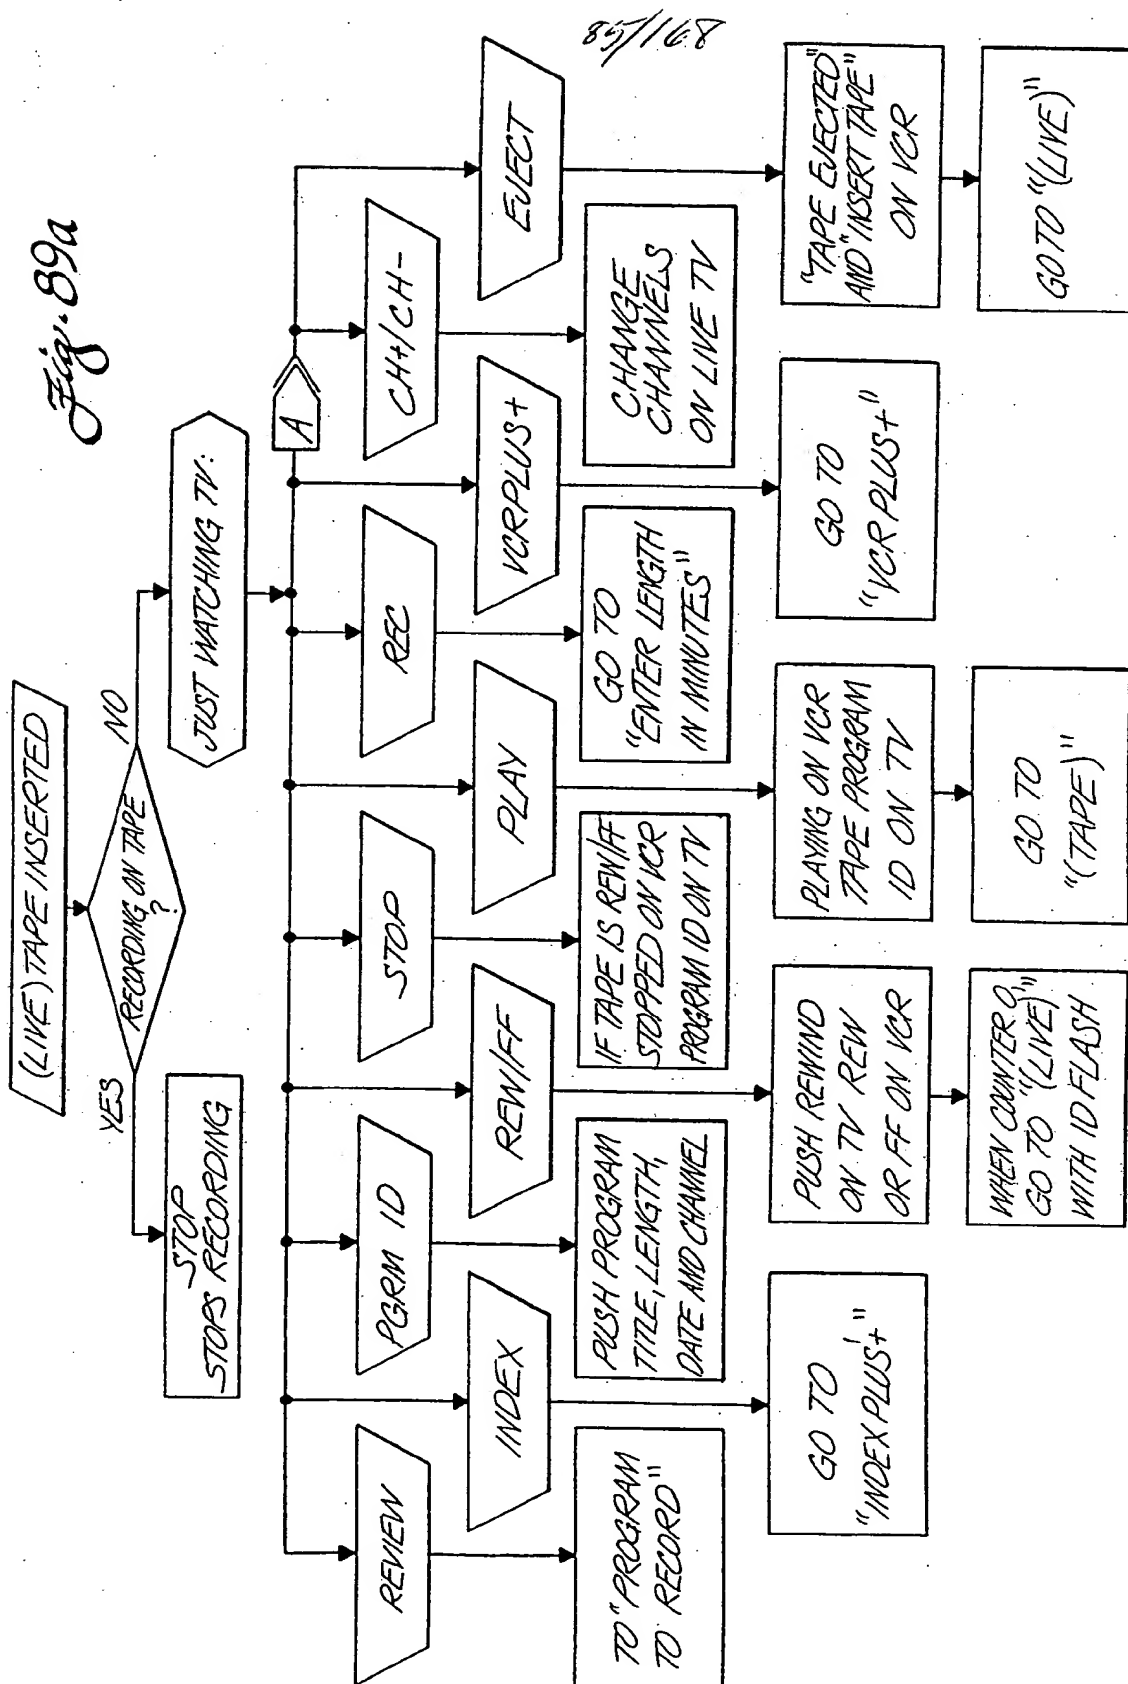 85/168
Fig. 89a
(LIVE) TAPE INSERTED
RECORDING ON TAPE
?
YES
NO
STOP
STOPS RECORDING
JUST WATCHING TV:
A
REVIEW
TO "PROGRAM
TO RECORD"
INDEX
GO TO
"INDEX PLUS+"
PGRM ID
PUSH PROGRAM
TITLE, LENGTH,
DATE AND CHANNEL
REW/FF
PUSH REWIND
ON TV REW
OR FF ON VCR
WHEN COUNTER 0,
GO TO "(LIVE)"
WITH ID FLASH
STOP
IF TAPE IS REW/FF
STOPPED ON VCR
PROGRAM ID ON TV
PLAY
PLAYING ON VCR
TAPE PROGRAM
ID ON TV
GO TO
"(TAPE)"
REC
GO TO
"ENTER LENGTH
IN MINUTES"
VCRPLUS+
GO TO
"VCR PLUS+"
CH+/CH-
CHANGE
CHANNELS
ON LIVE TV
EJECT
"TAPE EJECTED"
AND "INSERT TAPE"
ON VCR
GO TO "(LIVE)"